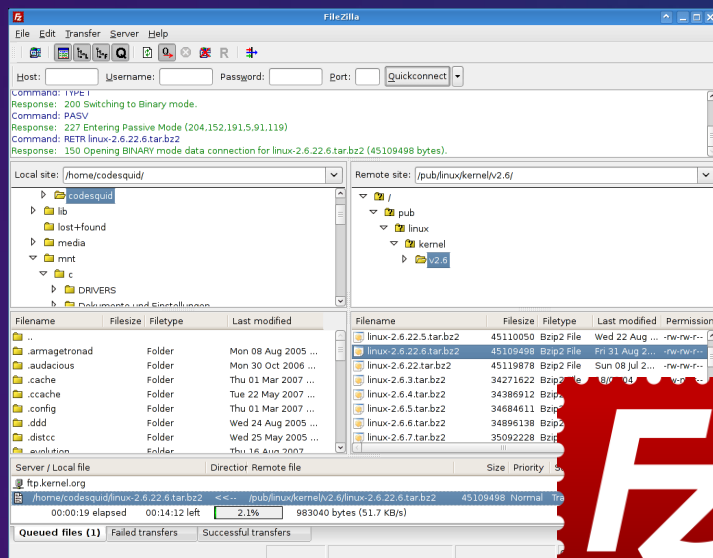 FileZilla
File Edit Transfer Server Help
R
Host: Username: Password: Port: Quickconnect
Command: TYPE I
Response: 200 Switching to Binary mode.
Command: PASV
Response: 227 Entering Passive Mode (204,152,191,5,91,119)
Command: RETR linux-2.6.22.6.tar.bz2
Response: 150 Opening BINARY mode data connection for linux-2.6.22.6.tar.bz2 (45109498 bytes).
Local site: /home/codesquid/
codesquid
lib
lost+found
media
mnt
c
DRIVERS
Dokumente und Einstellungen
Remote site: /pub/linux/kernel/v2.6/
/
pub
linux
kernel
v2.6
Filename Filesize Filetype Last modified
..
.armagetronad Folder Mon 08 Aug 2005 ...
.audacious Folder Mon 30 Oct 2006 ...
.cache Folder Thu 01 Mar 2007 ...
.ccache Folder Tue 22 May 2007 ...
.config Folder Thu 01 Mar 2007 ...
.ddd Folder Wed 24 Aug 2005 ...
.distcc Folder Wed 25 May 2005 ...
.evolution Folder Thu 16 Aug 2007
Filename Filesize Filetype Last modified Permission
linux-2.6.22.5.tar.bz2 45110050 Bzip2 File Wed 22 Aug ... -rw-rw-r--
linux-2.6.22.6.tar.bz2 45109498 Bzip2 File Fri 31 Aug 2... -rw-rw-r--
linux-2.6.22.tar.bz2 45119878 Bzip2 File Sun 08 Jul 2... -rw-rw-r--
linux-2.6.3.tar.bz2 34271622 Bzip2
linux-2.6.4.tar.bz2 34386912 Bzip2
linux-2.6.5.tar.bz2 34684611 Bzip2
linux-2.6.6.tar.bz2 34896138 Bzip2
linux-2.6.7.tar.bz2 35092228 Bzip2
Server / Local file Direction Remote file Size Priority
ftp.kernel.org
/home/codesquid/linux-2.6.22.6.tar.bz2 <<-- /pub/linux/kernel/v2.6/linux-2.6.22.6.tar.bz2 45109498 Normal Tra
00:00:19 elapsed 00:14:12 left 2.1% 983040 bytes (51.7 KB/s)
Queued files (1) Failed transfers Successful transfers
Fz